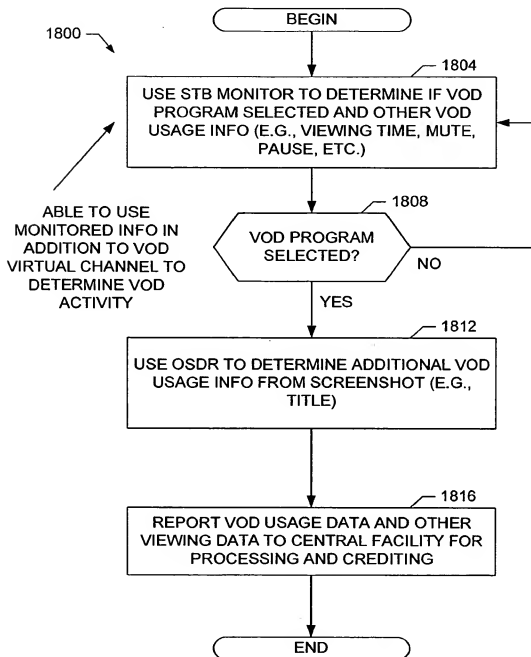 BEGIN
1800
1804
USE STB MONITOR TO DETERMINE IF VOD
PROGRAM SELECTED AND OTHER VOD
USAGE INFO (E.G., VIEWING TIME, MUTE,
PAUSE, ETC.)
ABLE TO USE
MONITORED INFO IN
ADDITION TO VOD
VIRTUAL CHANNEL TO
DETERMINE VOD
ACTIVITY
1808
VOD PROGRAM
SELECTED?
NO
YES
1812
USE OSDR TO DETERMINE ADDITIONAL VOD
USAGE INFO FROM SCREENSHOT (E.G.,
TITLE)
1816
REPORT VOD USAGE DATA AND OTHER
VIEWING DATA TO CENTRAL FACILITY FOR
PROCESSING AND CREDITING
END